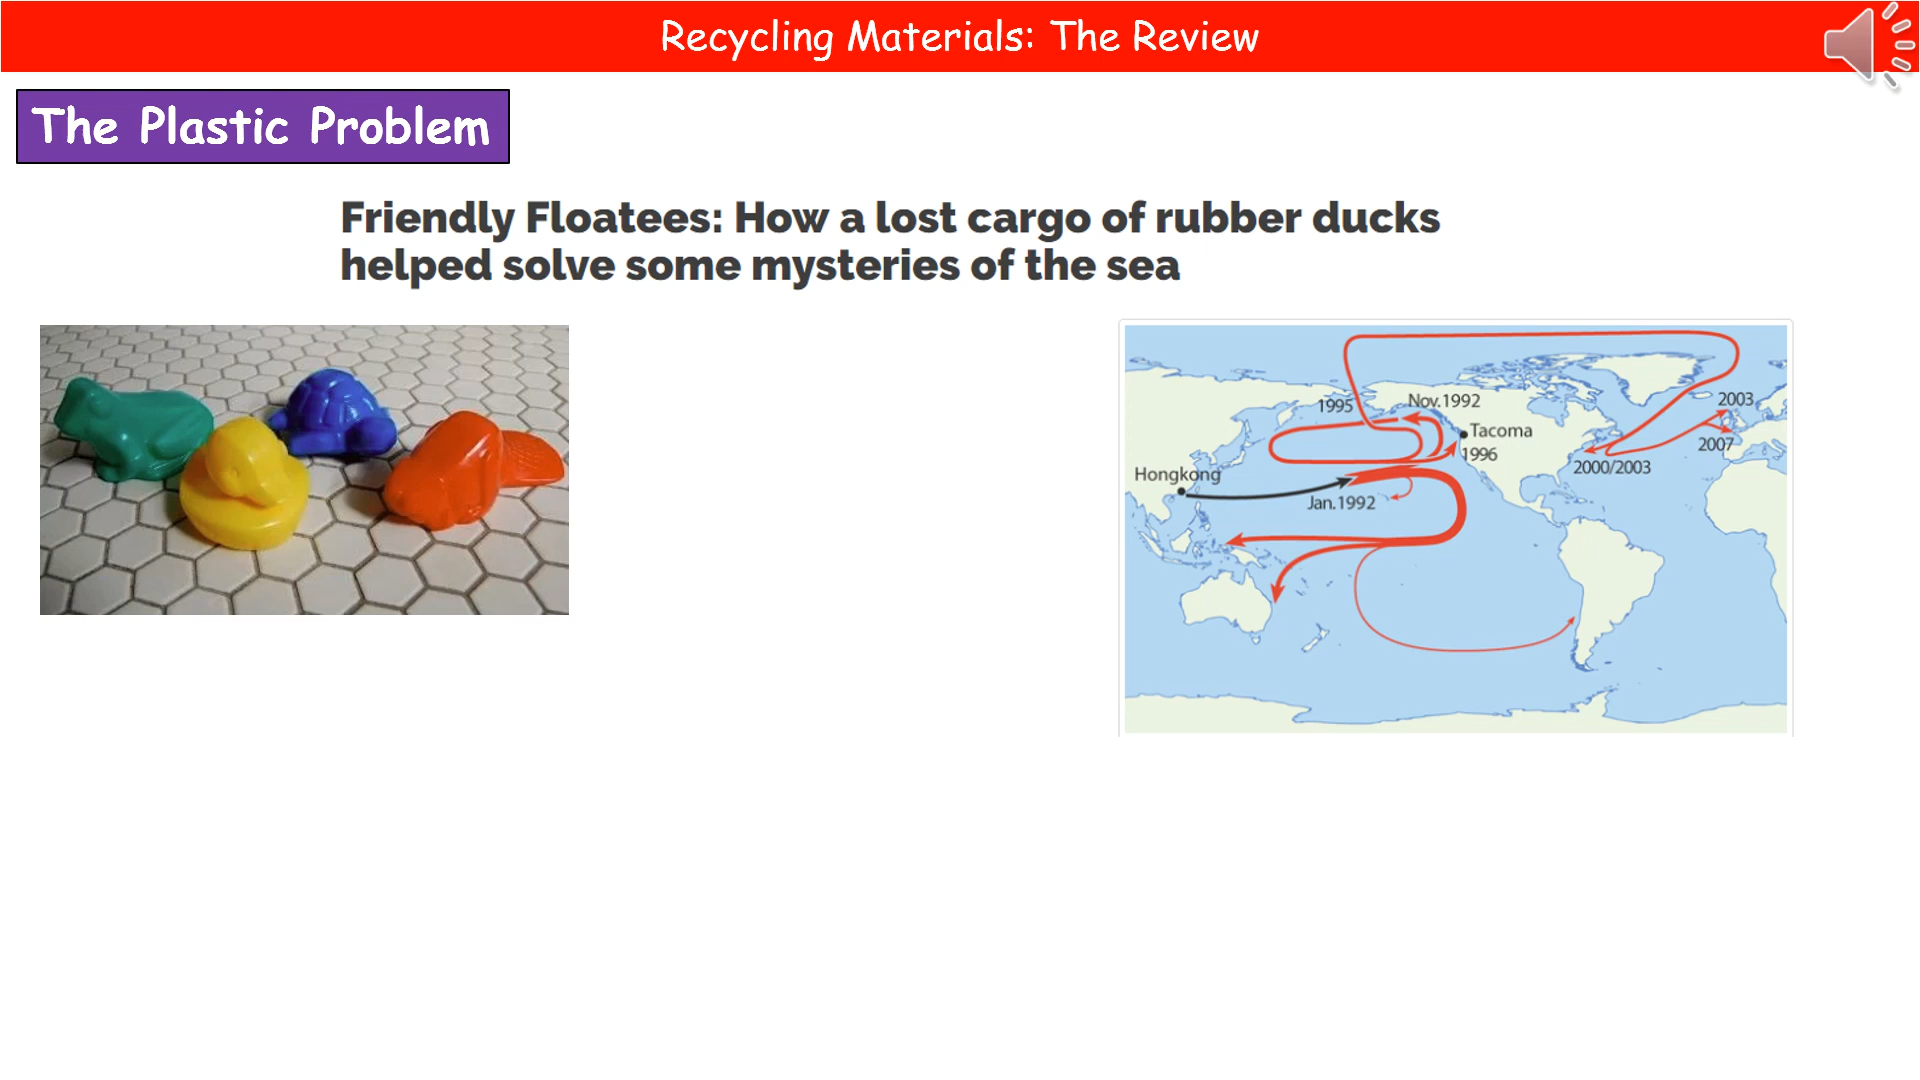 Recycling Materials: The Review
The Plastic Problem
Friendly Floatees: How a lost cargo of rubber ducks
helped solve some mysteries of the sea
1995
Nov.1992
2003
Tacoma
1996
2007
2000/2003
Hongkong
Jan.1992